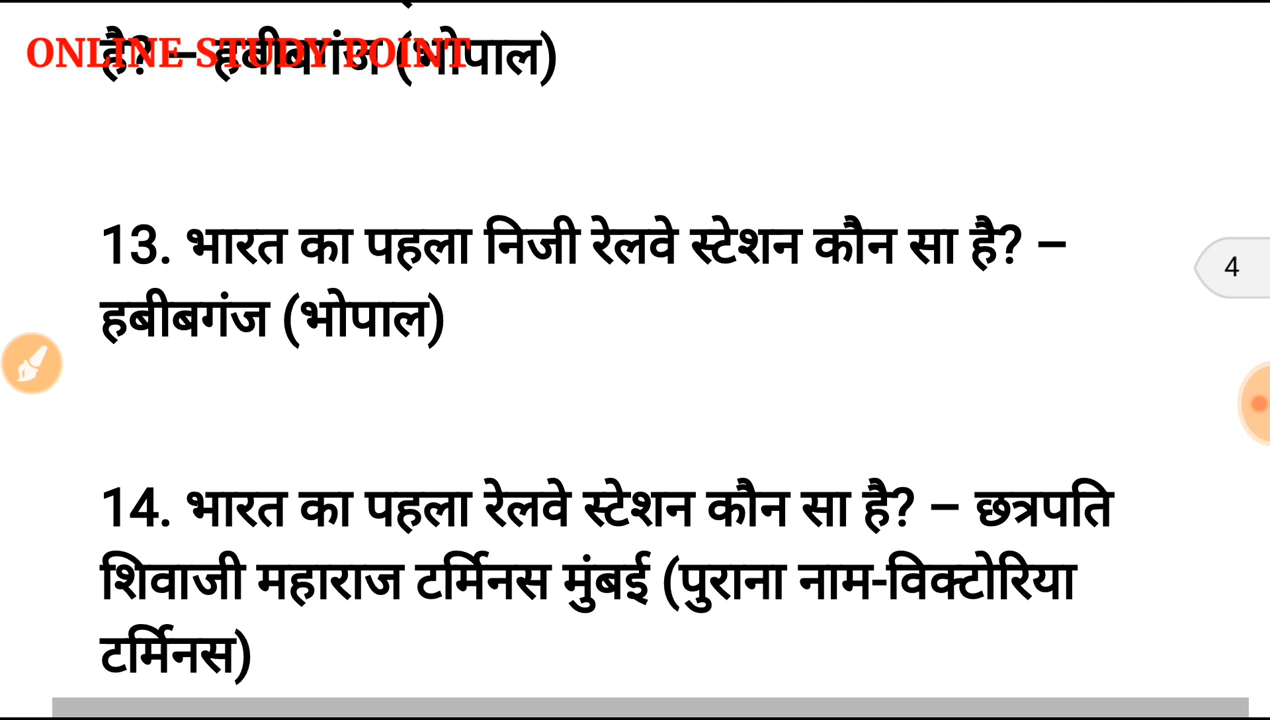 ONLINE STUDY POINT
है? – हबीबगंज (भोपाल)
13. भारत का पहला निजी रेलवे स्टेशन कौन सा है? –
हबीबगंज (भोपाल)
4
14. भारत का पहला रेलवे स्टेशन कौन सा है? – छत्रपति
शिवाजी महाराज टर्मिनस मुंबई (पुराना नाम-विक्टोरिया
टर्मिनस)